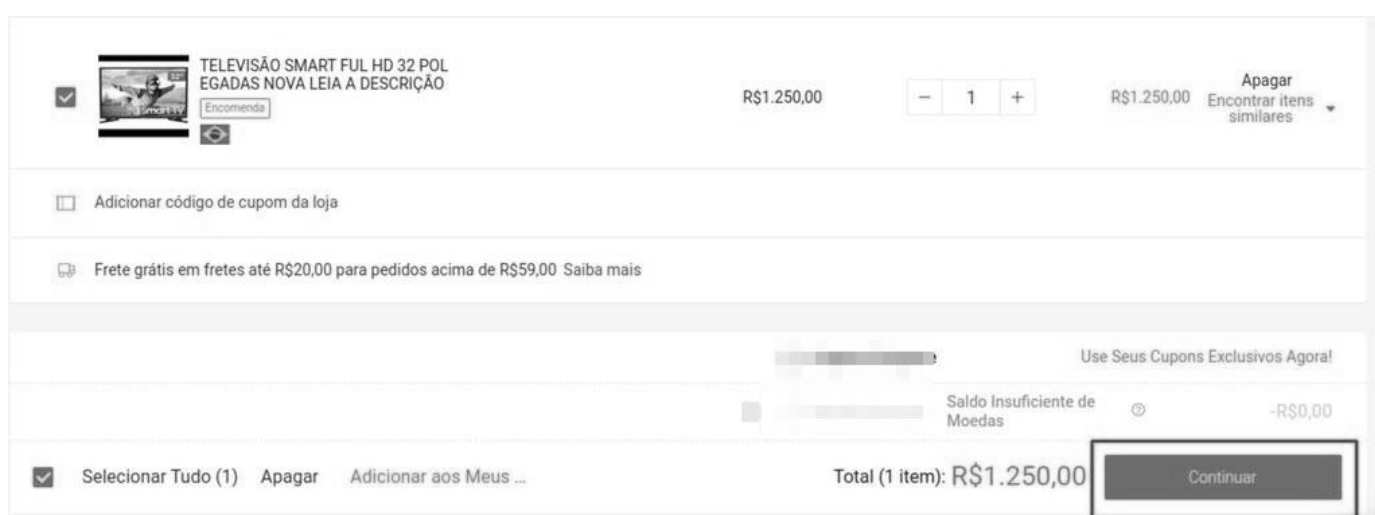 TELEVISÃO SMART FUL HD 32 POL
EGADAS NOVA LEIA A DESCRIÇÃO
Encomenda
32"
Smart TV
R$1.250,00
− 1 +
R$1.250,00
Apagar
Encontrar itens
similares
Adicionar código de cupom da loja
Frete grátis em fretes até R$20,00 para pedidos acima de R$59,00 Saiba mais
Use Seus Cupons Exclusivos Agora!
Saldo Insuficiente de
Moedas
-R$0,00
Selecionar Tudo (1) Apagar Adicionar aos Meus ... Total (1 item): R$1.250,00 Continuar